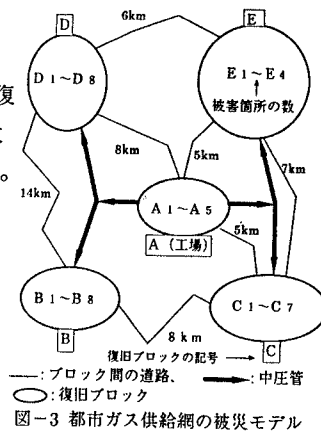 復
。
6km
D
E
D1〜D8
E1〜E4
被害箇所の数
8km
5km
7km
14km
A1〜A5
A（工場）
5km
B1〜B8
C1〜C7
B
8km
復旧ブロックの記号
C
：ブロック間の道路、
：中圧管
：復旧ブロック
図−3 都市ガス供給網の被災モデル